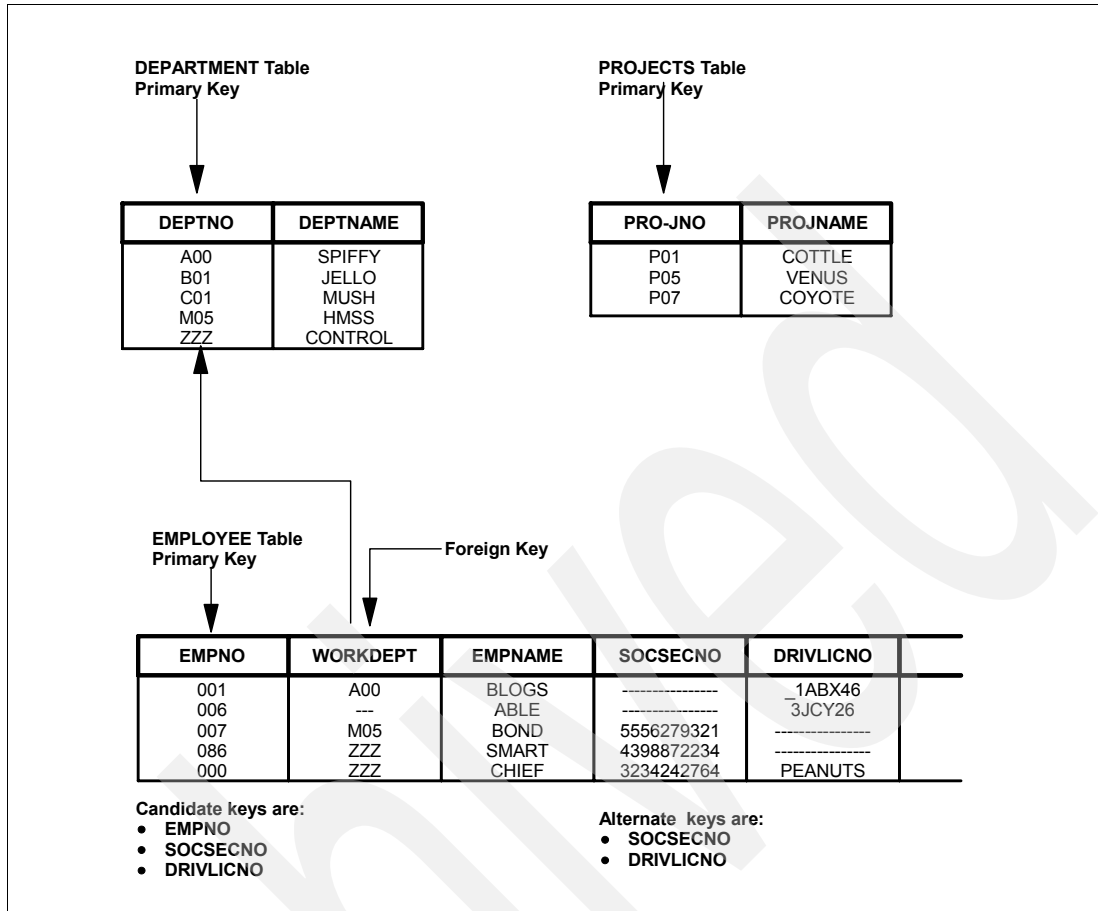 DEPARTMENT Table
Primary Key
PROJECTS Table
Primary Key
DEPTNO DEPTNAME
A00 SPIFFY
B01 JELLO
C01 MUSH
M05 HMSS
ZZZ CONTROL
PRO-JNO PROJNAME
P01 COTTLE
P05 VENUS
P07 COYOTE
EMPLOYEE Table
Primary Key
Foreign Key
EMPNO WORKDEPT EMPNAME SOCSECNO DRIVLICNO
001 A00 BLOGS ---------------- _1ABX46
006 --- ABLE ---------------- 3JCY26
007 M05 BOND 5556279321 ----------------
086 ZZZ SMART 4398872234 ----------------
000 ZZZ CHIEF 3234242764 PEANUTS
Candidate keys are:
● EMPNO
● SOCSECNO
● DRIVLICNO
Alternate keys are:
● SOCSECNO
● DRIVLICNO